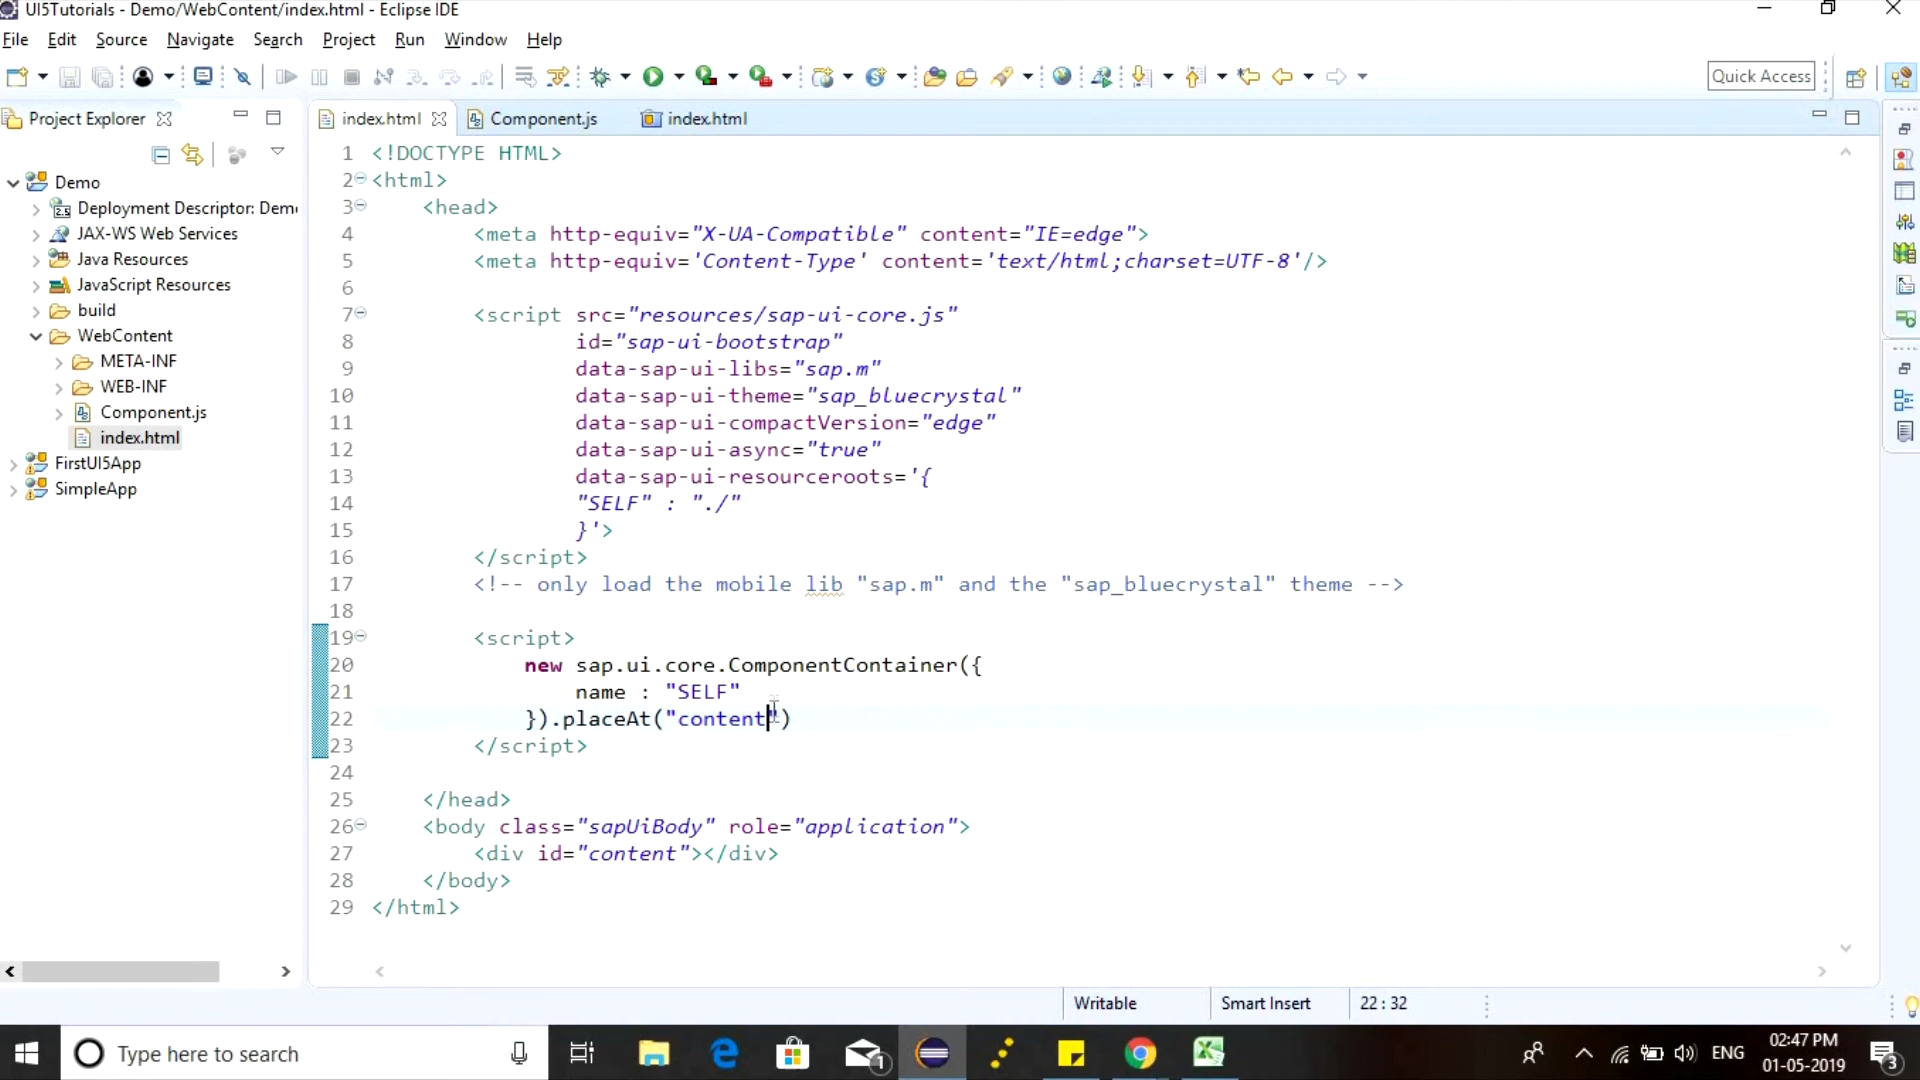 UI5Tutorials - Demo/WebContent/index.html - Eclipse IDE
File Edit Source Navigate Search Project Run Window Help
Quick Access
Project Explorer
index.html Component.js index.html
Demo
Deployment Descriptor: Dem
JAX-WS Web Services
Java Resources
JavaScript Resources
build
WebContent
META-INF
WEB-INF
Component.js
index.html
FirstUI5App
SimpleApp
1 <!DOCTYPE HTML>
2 <html>
3 <head>
4 <meta http-equiv="X-UA-Compatible" content="IE=edge">
5 <meta http-equiv='Content-Type' content='text/html;charset=UTF-8'/>
6
7 <script src="resources/sap-ui-core.js"
8 id="sap-ui-bootstrap"
9 data-sap-ui-libs="sap.m"
10 data-sap-ui-theme="sap_bluecrystal"
11 data-sap-ui-compactVersion="edge"
12 data-sap-ui-async="true"
13 data-sap-ui-resourceroots='{
14 "SELF" : "./"
15 }'>
16 </script>
17 <!-- only load the mobile lib "sap.m" and the "sap_bluecrystal" theme -->
18
19 <script>
20 new sap.ui.core.ComponentContainer({
21 name : "SELF"
22 }).placeAt("content")
23 </script>
24
25 </head>
26 <body class="sapUiBody" role="application">
27 <div id="content"></div>
28 </body>
29 </html>
Writable Smart Insert 22 : 32
Type here to search
1
ENG
02:47 PM
01-05-2019
3